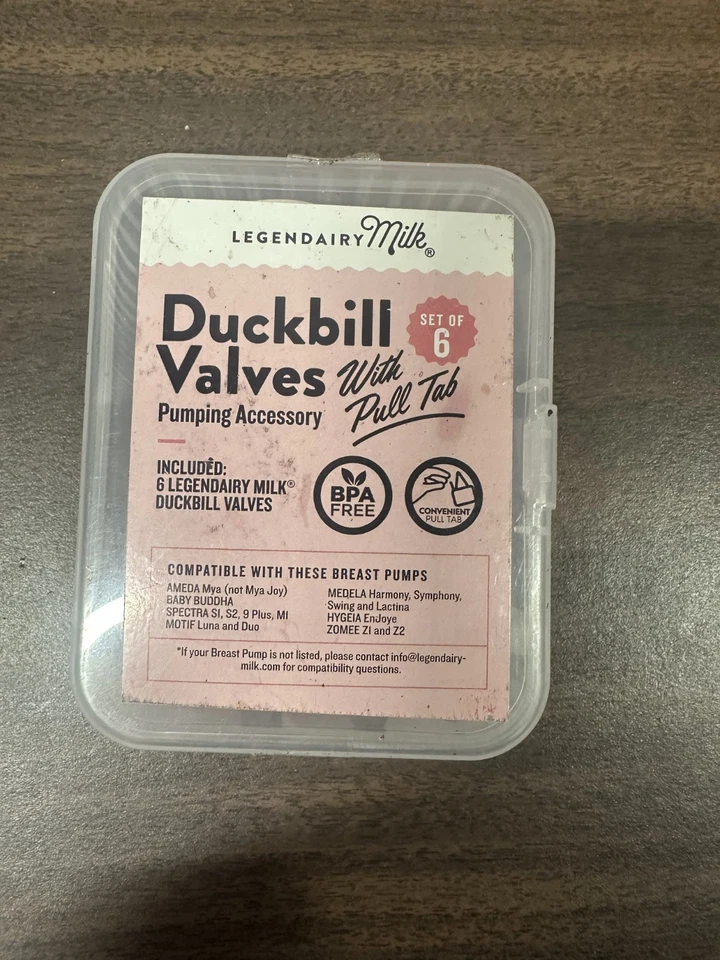 LEGENDAIRY Milk®
Duckbill
Valves
With
Pull Tab
SET OF
6
Pumping Accessory
INCLUDED:
6 LEGENDAIRY MILK®
DUCKBILL VALVES
BPA
FREE
CONVENIENT
PULL TAB
COMPATIBLE WITH THESE BREAST PUMPS
AMEDA Mya (not Mya Joy)
BABY BUDDHA
SPECTRA S1, S2, 9 Plus, M1
MOTIF Luna and Duo
MEDELA Harmony, Symphony,
Swing and Lactina
HYGEIA EnJoye
ZOMEE Z1 and Z2
*If your Breast Pump is not listed, please contact info@legendairy-
milk.com for compatibility questions.